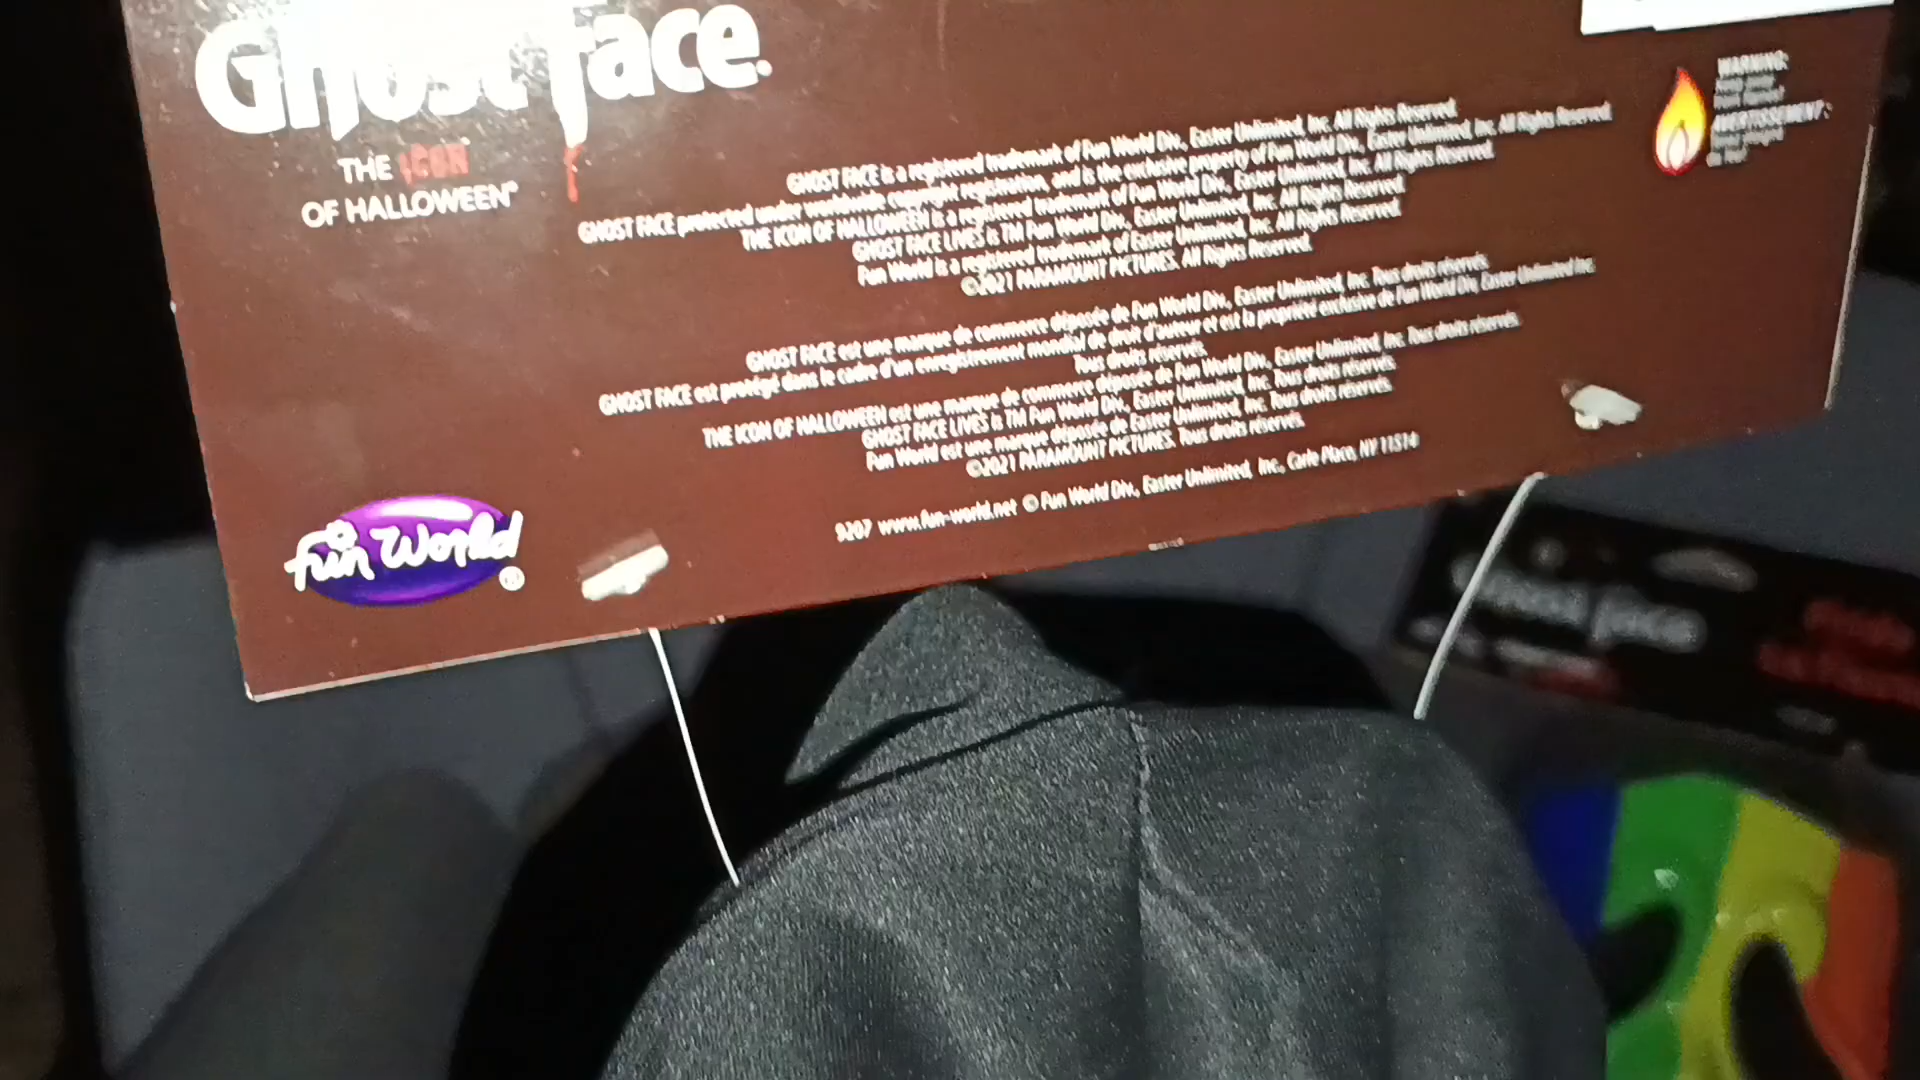 Ghost Face.
THE ICON
OF HALLOWEEN®
WARNING:
AVERTISSEMENT:
GHOST FACE is a registered trademark of Fun World Div., Easter Unlimited, Inc. All Rights Reserved.
GHOST FACE protected under worldwide copyright registration, and is the exclusive property of Fun World Div., Easter Unlimited, Inc. All Rights Reserved.
THE ICON OF HALLOWEEN is a registered trademark of Fun World Div., Easter Unlimited, Inc. All Rights Reserved.
GHOST FACE LIVES is TM Fun World Div., Easter Unlimited, Inc. All Rights Reserved.
Fun World is a registered trademark of Easter Unlimited, Inc. All Rights Reserved.
©2021 PARAMOUNT PICTURES. All Rights Reserved.
GHOST FACE est une marque de commerce déposée de Fun World Div., Easter Unlimited, Inc. Tous droits réservés.
GHOST FACE est protégé dans le cadre d'un enregistrement mondial de droit d'auteur et est la propriété exclusive de Fun World Div, Easter Unlimited Inc.
Tous droits réservés.
THE ICON OF HALLOWEEN est une marque de commerce déposée de Fun World Div., Easter Unlimited, Inc. Tous droits réservés.
GHOST FACE LIVES is TM Fun World Div., Easter Unlimited, Inc. Tous droits réservés.
Fun World est une marque déposée de Easter Unlimited, Inc. Tous droits réservés.
©2021 PARAMOUNT PICTURES. Tous droits réservés.
9207 www.fun-world.net © Fun World Div., Easter Unlimited, Inc., Carle Place, NY 11514
fun World ®
Ghost Face